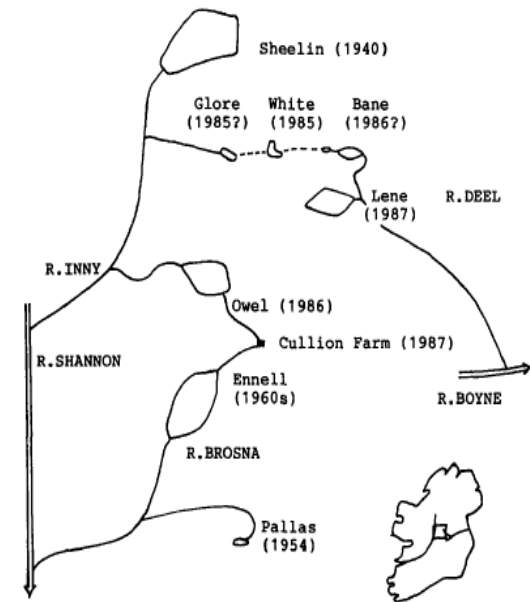 Sheelin (1940)
Glore White Bane
(1985?) (1985) (1986?)
Lene R.DEEL
(1987)
R.INNY
Owel (1986)
Cullion Farm (1987)
R.SHANNON
Ennell
(1960s)
R.BOYNE
R.BROSNA
Pallas
(1954)